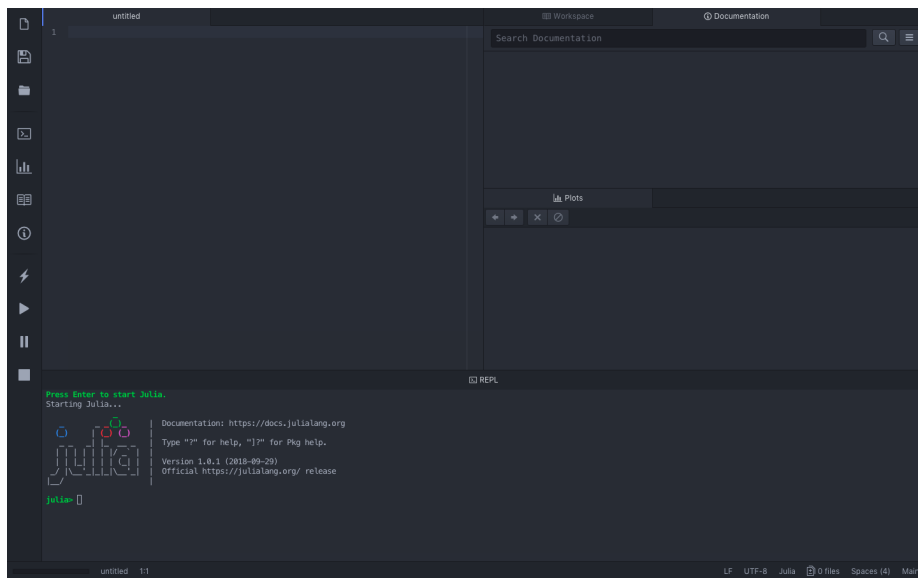 untitled
Workspace
Documentation
1
Search Documentation
Plots
REPL
Press Enter to start Julia.
Starting Julia...
Documentation: https://docs.julialang.org
Type "?" for help, "]?" for Pkg help.
Version 1.0.1 (2018-09-29)
Official https://julialang.org/ release
julia>
untitled 1:1 LF UTF-8 Julia 0 files Spaces (4) Main